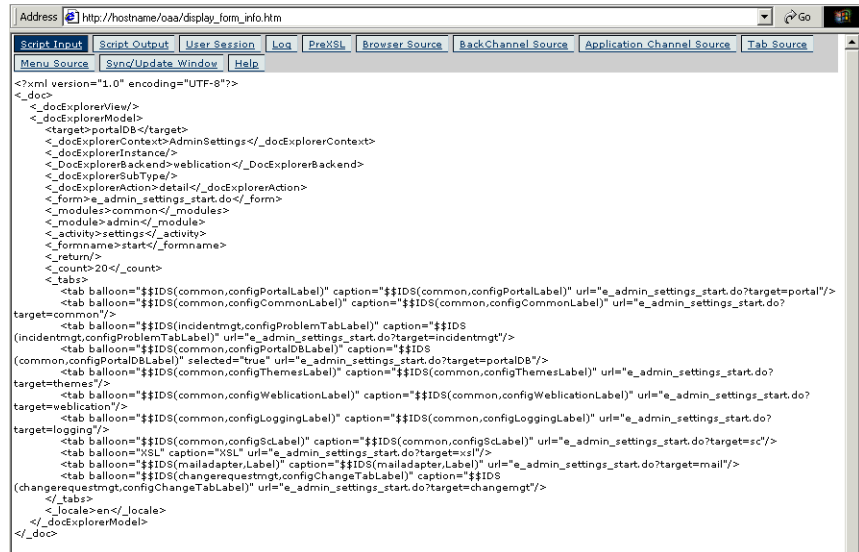 Address http://hostname/oaa/display_form_info.htm Go
Script Input Script Output User Session Log PreXSL Browser Source BackChannel Source Application Channel Source Tab Source
Menu Source Sync/Update Window Help
<?xml version="1.0" encoding="UTF-8"?>
<_doc>
<_docExplorerView/>
<_docExplorerModel>
<target>portalDB</target>
<_docExplorerContext>AdminSettings</_docExplorerContext>
<_docExplorerInstance/>
<_DocExplorerBackend>weblication</_DocExplorerBackend>
<_docExplorerSubType/>
<_docExplorerAction>detail</_docExplorerAction>
<_form>e_admin_settings_start.do</_form>
<_modules>common</_modules>
<_module>admin</_module>
<_activity>settings</_activity>
<_formname>start</_formname>
<_return/>
<_count>20</_count>
<_tabs>
<tab balloon="$$IDS(common,configPortalLabel)" caption="$$IDS(common,configPortalLabel)" url="e_admin_settings_start.do?target=portal"/>
<tab balloon="$$IDS(common,configCommonLabel)" caption="$$IDS(common,configCommonLabel)" url="e_admin_settings_start.do?
target=common"/>
<tab balloon="$$IDS(incidentmgt,configProblemTabLabel)" caption="$$IDS
(incidentmgt,configProblemTabLabel)" url="e_admin_settings_start.do?target=incidentmgt"/>
<tab balloon="$$IDS(common,configPortalDBLabel)" caption="$$IDS
(common,configPortalDBLabel)" selected="true" url="e_admin_settings_start.do?target=portalDB"/>
<tab balloon="$$IDS(common,configThemesLabel)" caption="$$IDS(common,configThemesLabel)" url="e_admin_settings_start.do?
target=themes"/>
<tab balloon="$$IDS(common,configWeblicationLabel)" caption="$$IDS(common,configWeblicationLabel)" url="e_admin_settings_start.do?
target=weblication"/>
<tab balloon="$$IDS(common,configLoggingLabel)" caption="$$IDS(common,configLoggingLabel)" url="e_admin_settings_start.do?
target=logging"/>
<tab balloon="$$IDS(common,configScLabel)" caption="$$IDS(common,configScLabel)" url="e_admin_settings_start.do?target=sc"/>
<tab balloon="XSL" caption="XSL" url="e_admin_settings_start.do?target=xsl"/>
<tab balloon="$$IDS(mailadapter,Label)" caption="$$IDS(mailadapter,Label)" url="e_admin_settings_start.do?target=mail"/>
<tab balloon="$$IDS(changerequestmgt,configChangeTabLabel)" caption="$$IDS
(changerequestmgt,configChangeTabLabel)" url="e_admin_settings_start.do?target=changemgt"/>
</_tabs>
<_locale>en</_locale>
</_docExplorerModel>
</_doc>